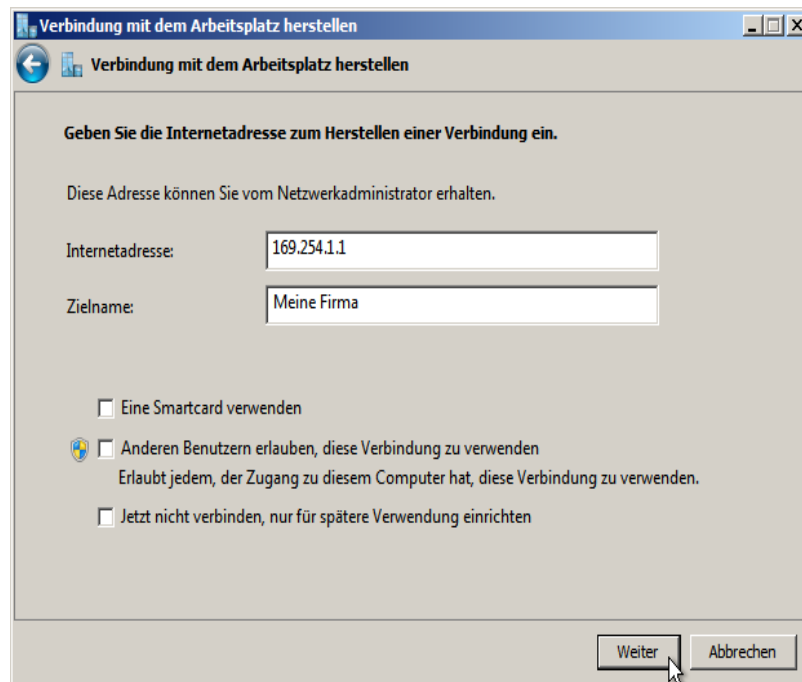 Verbindung mit dem Arbeitsplatz herstellen
Verbindung mit dem Arbeitsplatz herstellen
Geben Sie die Internetadresse zum Herstellen einer Verbindung ein.
Diese Adresse können Sie vom Netzwerkadministrator erhalten.
Internetadresse: 169.254.1.1
Zielname: Meine Firma
Eine Smartcard verwenden
Anderen Benutzern erlauben, diese Verbindung zu verwenden
Erlaubt jedem, der Zugang zu diesem Computer hat, diese Verbindung zu verwenden.
Jetzt nicht verbinden, nur für spätere Verwendung einrichten
Weiter Abbrechen